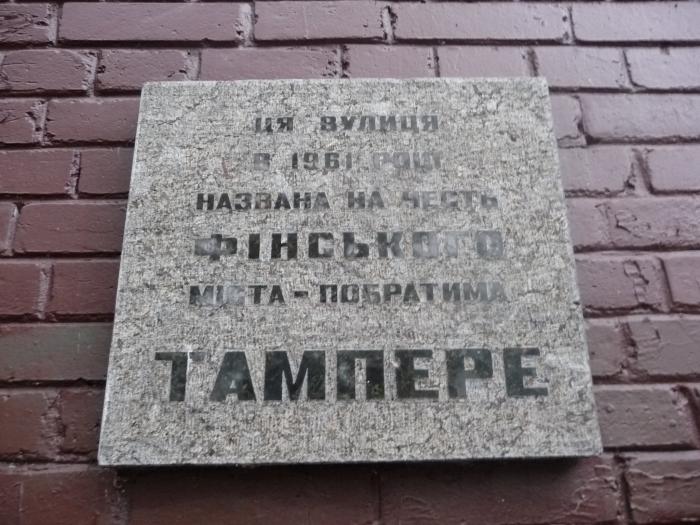 ЦЯ ВУЛИЦЯ
В 1961 РОЦІ
НАЗВАНА НА ЧЕСТЬ
ФІНСЬКОГО
МІСТА-ПОБРАТИМА
ТАМПЕРЕ